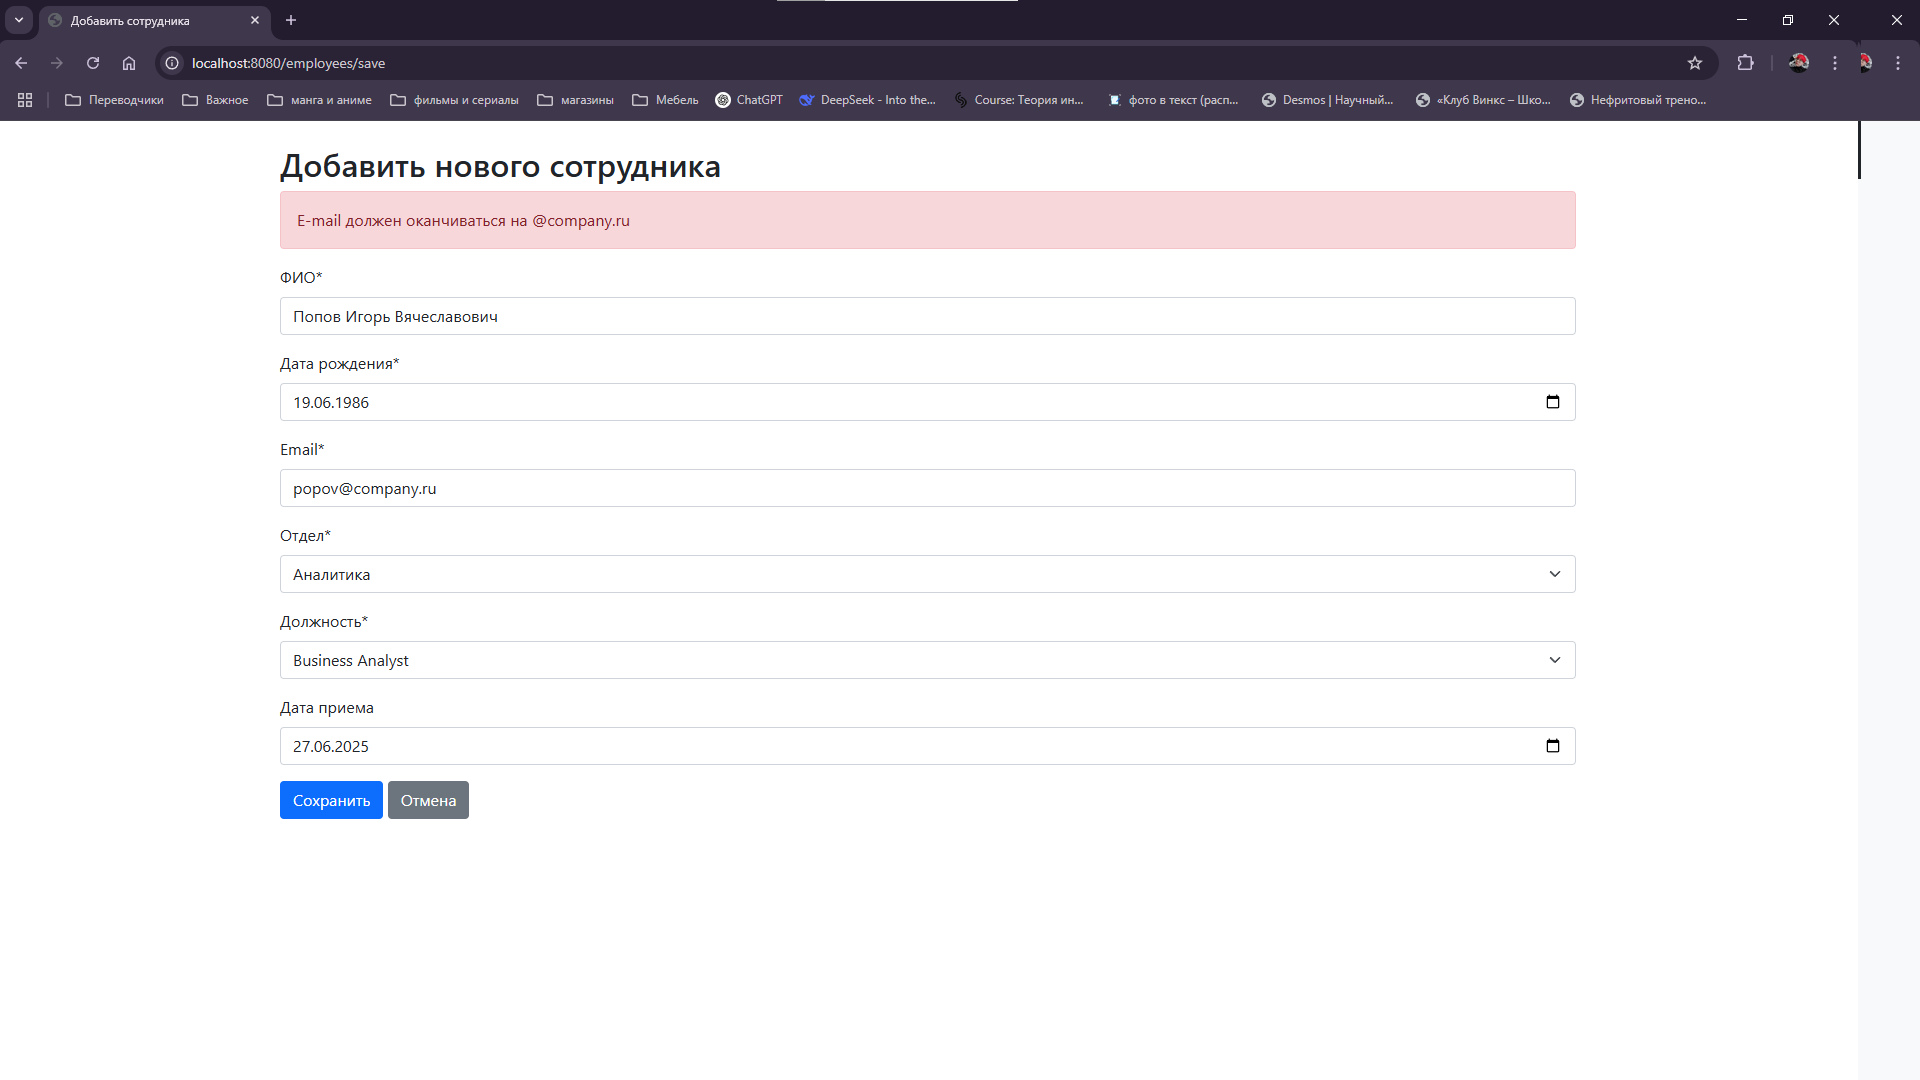 Добавить сотрудника
localhost:8080/employees/save
Переводчики Важное манга и аниме фильмы и сериалы магазины Мебель ChatGPT DeepSeek - Into the... Course: Теория ин... фото в текст (расп... Desmos | Научный... «Клуб Винкс – Шко... Нефритовый трено...
Добавить нового сотрудника
E-mail должен оканчиваться на @company.ru
ФИО*
Попов Игорь Вячеславович
Дата рождения*
19.06.1986
Email*
popov@company.ru
Отдел*
Аналитика
Должность*
Business Analyst
Дата приема
27.06.2025
Сохранить Отмена